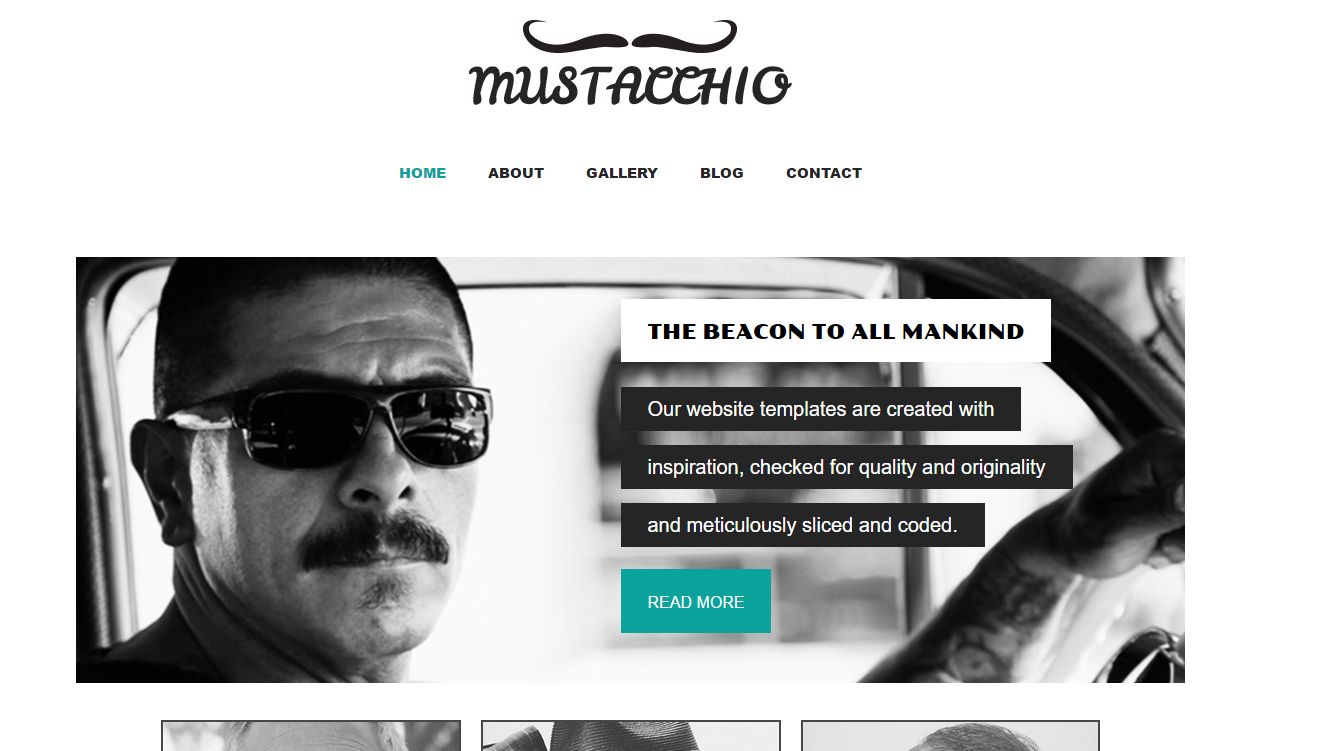 MUSTACCHIO
HOME ABOUT GALLERY BLOG CONTACT
THE BEACON TO ALL MANKIND
Our website templates are created with
inspiration, checked for quality and originality
and meticulously sliced and coded.
READ MORE